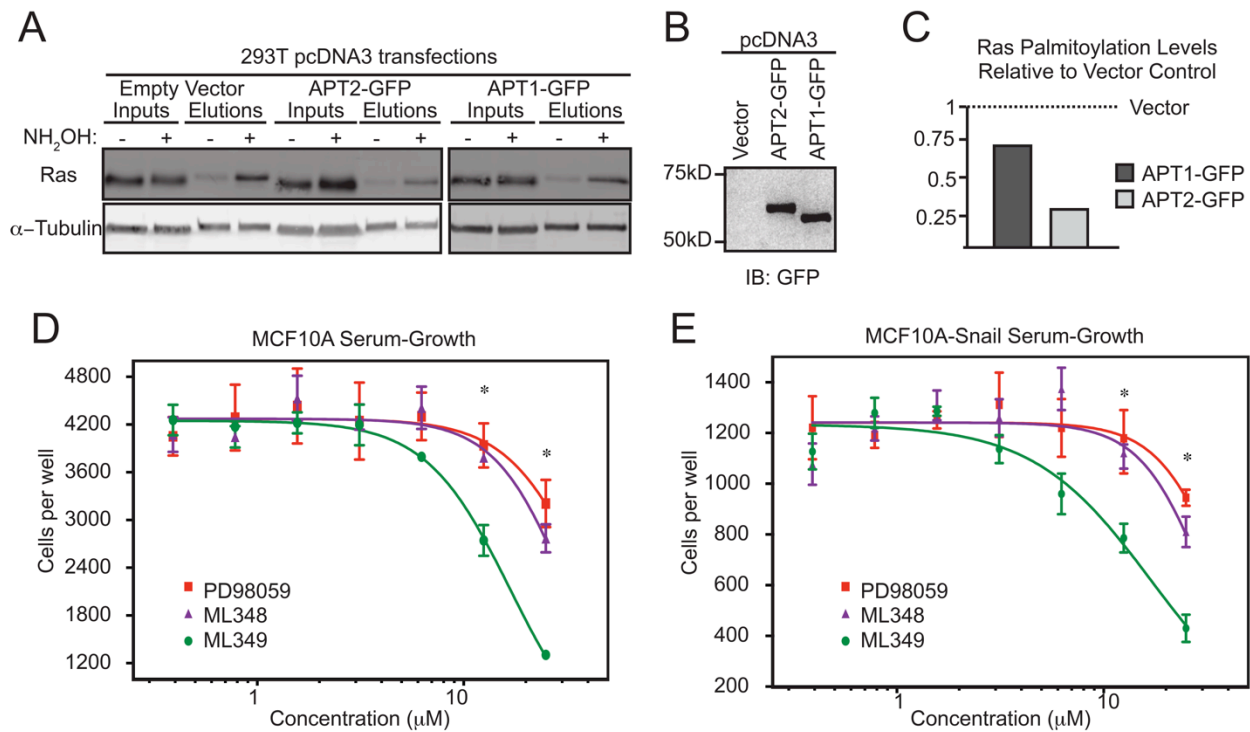 A
293T pcDNA3 transfections
Empty Vector APT2-GFP APT1-GFP
Inputs Elutions Inputs Elutions Inputs Elutions
NH2OH: - + - + - + - + - + - +
Ras
α-Tubulin
B
pcDNA3
Vector
APT2-GFP
APT1-GFP
75kD
50kD
IB: GFP
C
Ras Palmitoylation Levels
Relative to Vector Control
1
Vector
0.75
0.5
0.25
APT1-GFP
APT2-GFP
D
MCF10A Serum-Growth
4800
4200
3600
3000
2400
1800
1200
Cells per well
* *
PD98059
ML348
ML349
1 10
Concentration (μM)
E
MCF10A-Snail Serum-Growth
1400
1200
1000
800
600
400
200
Cells per well
* *
PD98059
ML348
ML349
1 10
Concentration (μM)